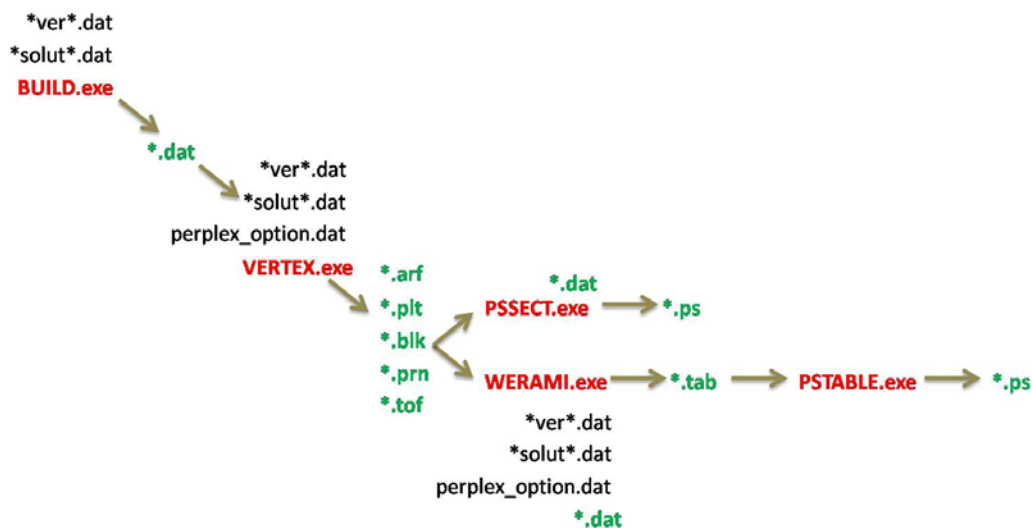 *ver*.dat
*solut*.dat
BUILD.exe
*.dat
*ver*.dat
*solut*.dat
perplex_option.dat
VERTEX.exe
*.arf
*.plt
*.blk
*.prn
*.tof
*.dat
PSSECT.exe
*.ps
WERAMI.exe
*.tab
PSTABLE.exe
*.ps
*ver*.dat
*solut*.dat
perplex_option.dat
*.dat